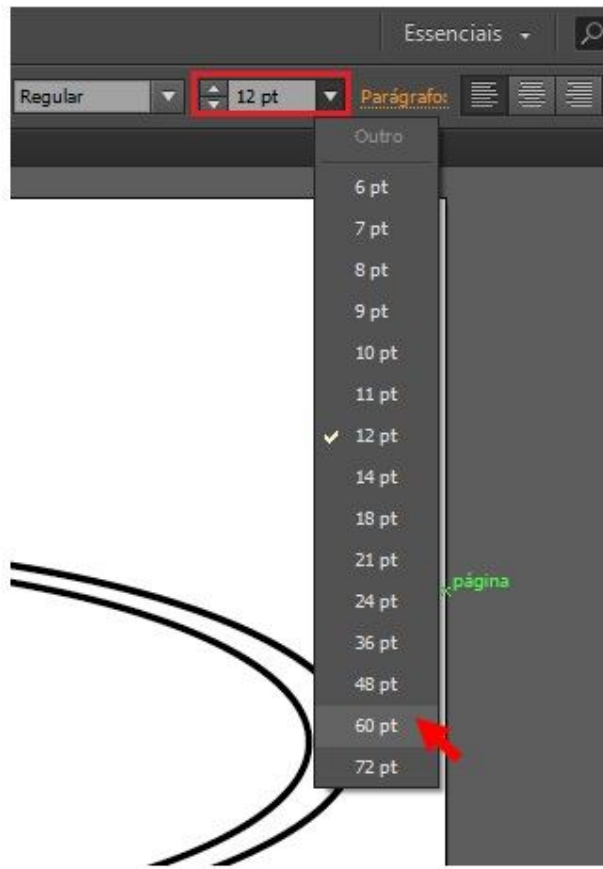 Essenciais
Regular 12 pt Parágrafo:
Outro
6 pt
7 pt
8 pt
9 pt
10 pt
11 pt
12 pt
14 pt
18 pt
21 pt
24 pt
36 pt
48 pt
60 pt
72 pt
página